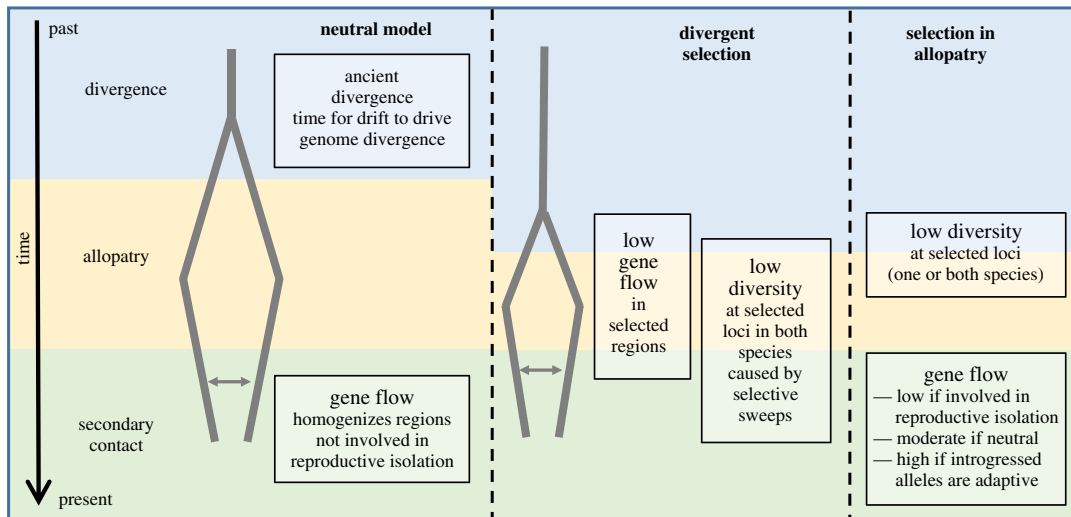 past
divergence
time
allopatry
secondary
contact
present
neutral model
ancient
divergence
time for drift to drive
genome divergence
gene flow
homogenizes regions
not involved in
reproductive isolation
divergent
selection
low
gene
flow
in
selected
regions
low
diversity
at selected
loci in both
species
caused by
selective
sweeps
selection in
allopatry
low diversity
at selected loci
(one or both species)
gene flow
— low if involved in
reproductive isolation
— moderate if neutral
— high if introgressed
alleles are adaptive